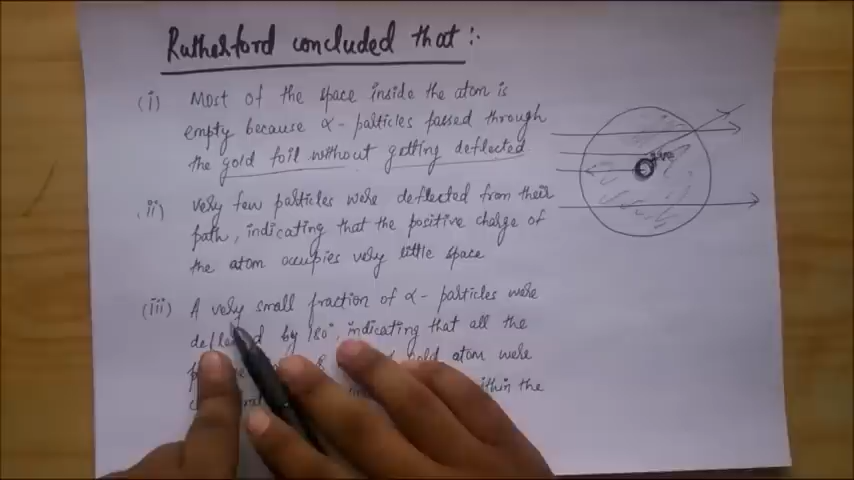 Rutherford concluded that :-
(i) Most of the space inside the atom is
empty because α - particles passed through
the gold foil without getting deflected.
(ii) Very few particles were deflected from their
path, indicating that the positive charge of
the atom occupies very little space
(iii) A very small fraction of α - particles were
by 180°, indicating that all the
gold atom were
within the
+ve